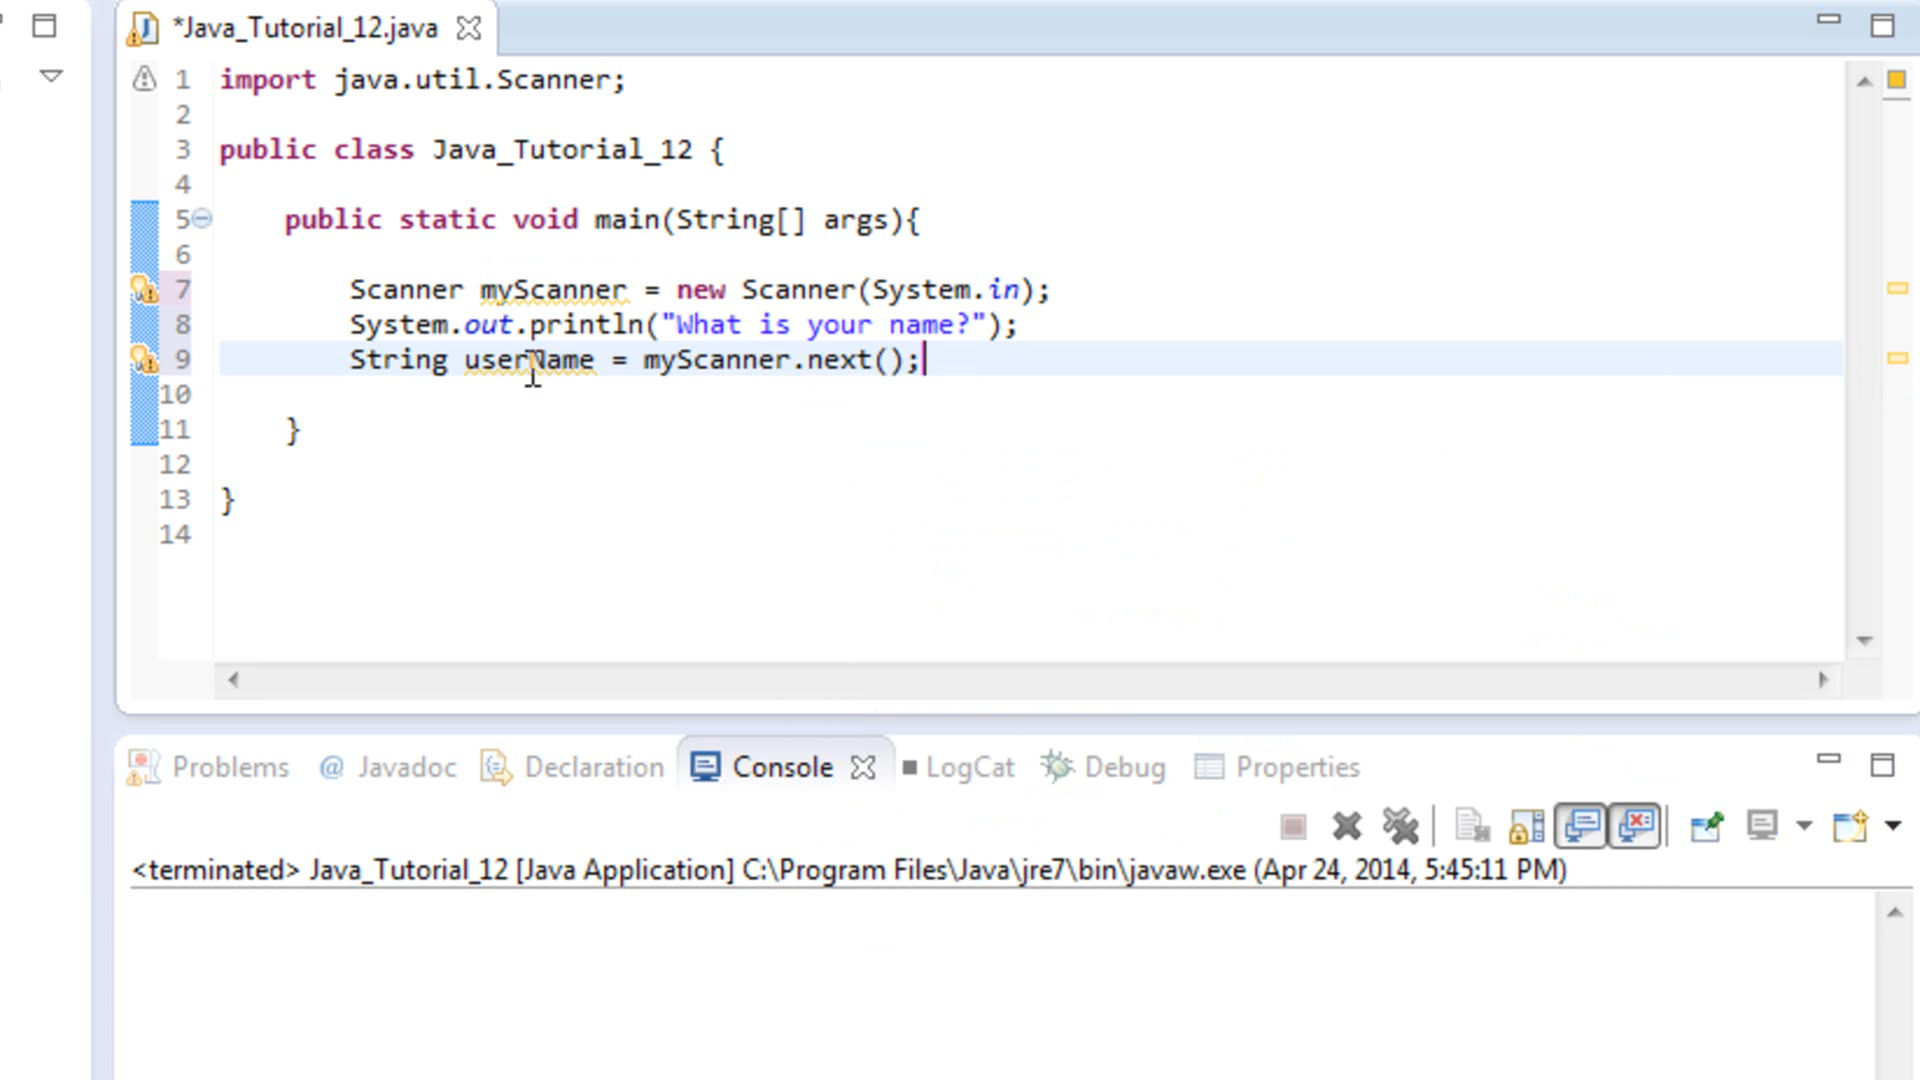 *Java_Tutorial_12.java
1 import java.util.Scanner;
2
3 public class Java_Tutorial_12 {
4
5 public static void main(String[] args){
6
7 Scanner myScanner = new Scanner(System.in);
8 System.out.println("What is your name?");
9 String userName = myScanner.next();
10
11 }
12
13 }
14
Problems @ Javadoc Declaration Console LogCat Debug Properties
<terminated> Java_Tutorial_12 [Java Application] C:\Program Files\Java\jre7\bin\javaw.exe (Apr 24, 2014, 5:45:11 PM)